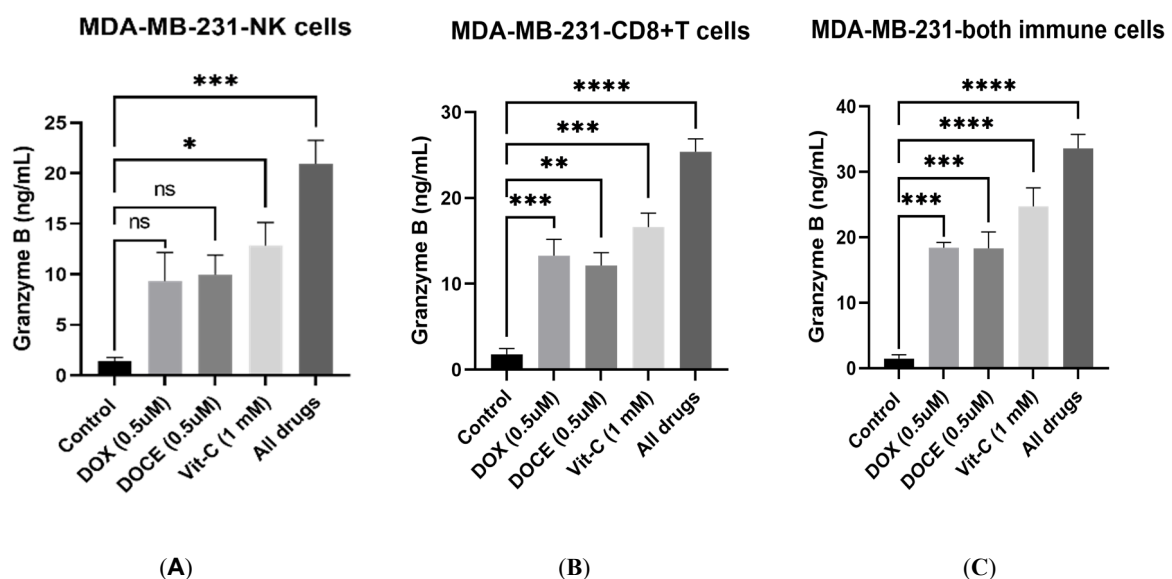 MDA-MB-231-NK cells
***
*
ns
ns
Granzyme B (ng/mL)
25
20
15
10
5
0
Control
DOX (0.5uM)
DOCE (0.5uM)
Vit-C (1 mM)
All drugs
(A)
MDA-MB-231-CD8+T cells
****
***
**
***
Granzyme B (ng/mL)
30
20
10
0
Control
DOX (0.5uM)
DOCE (0.5uM)
Vit-C (1 mM)
All drugs
(B)
MDA-MB-231-both immune cells
****
****
***
***
Granzyme B (ng/mL)
40
30
20
10
0
Control
DOX (0.5uM)
DOCE (0.5uM)
Vit-C (1 mM)
All drugs
(C)